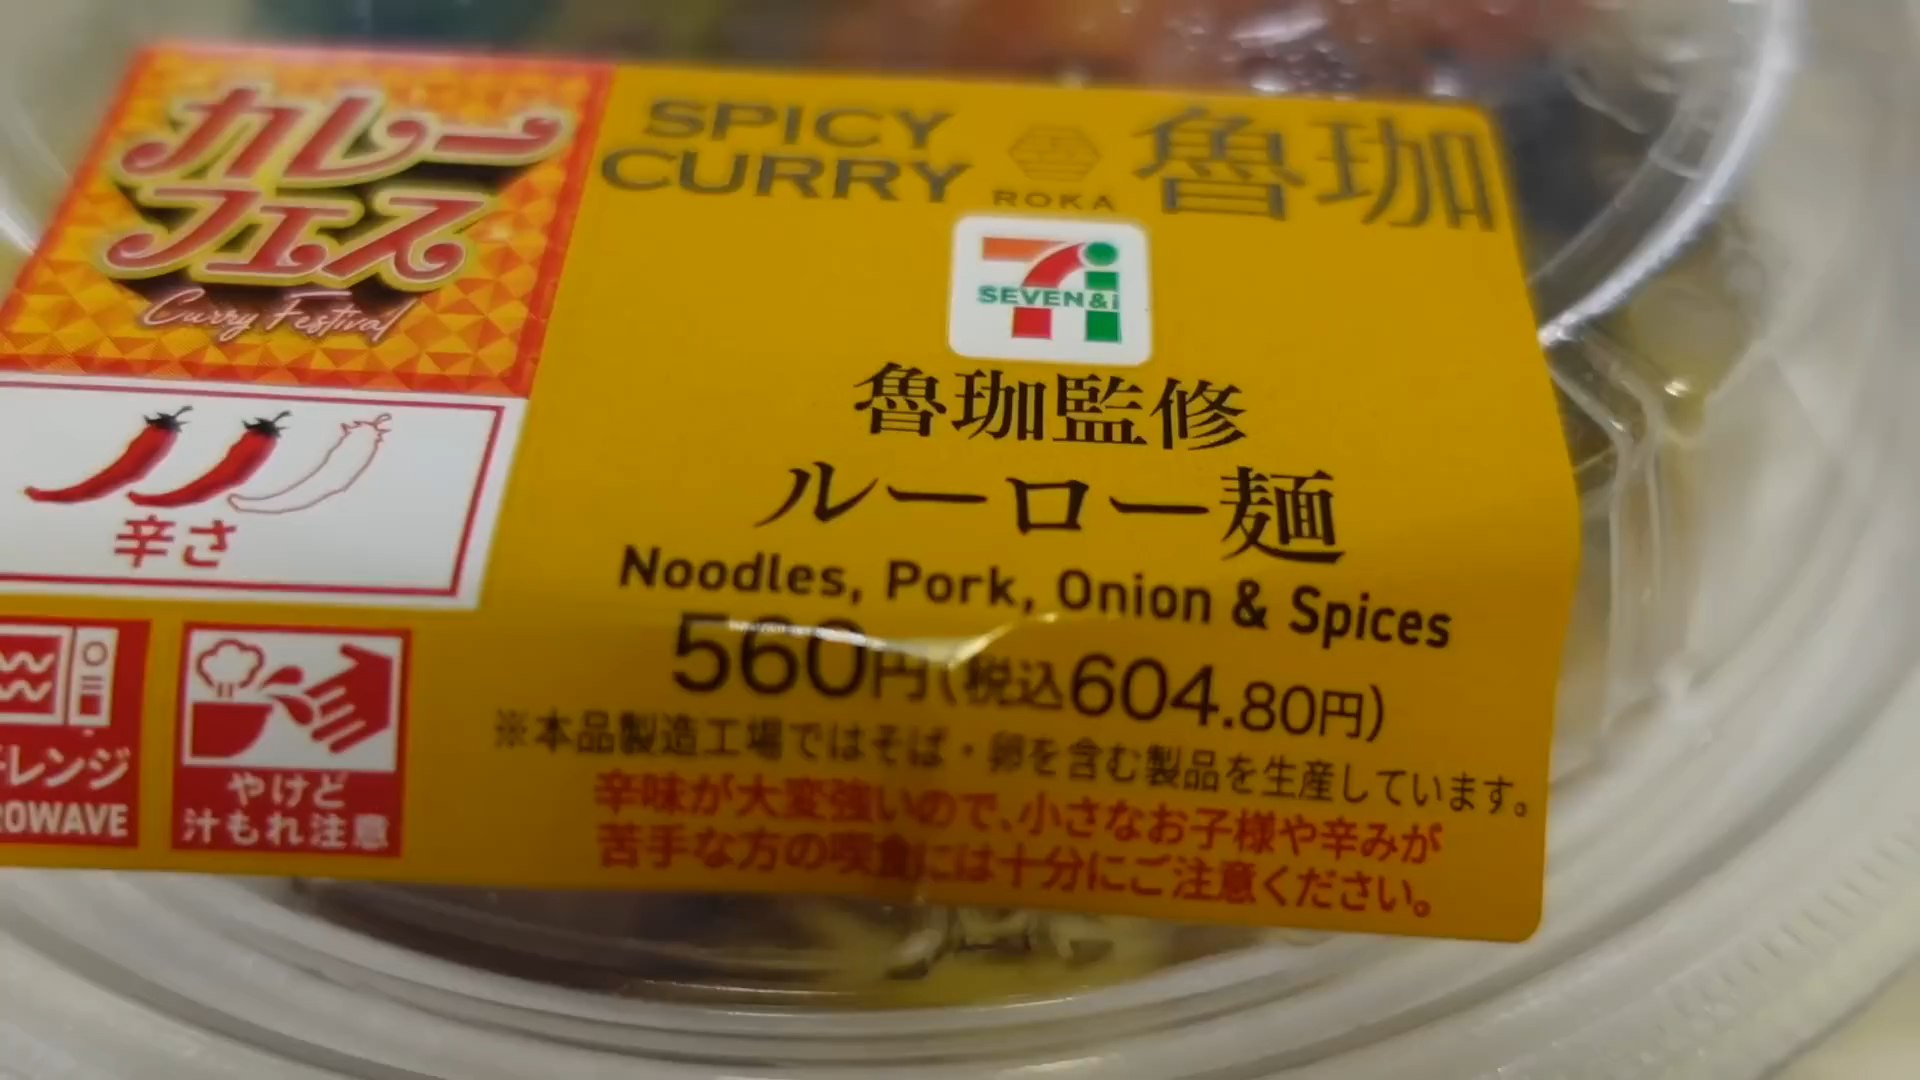 カレー
フェス
Curry Festival
SPICY
CURRY
ROKA
魯珈
SEVEN&i
魯珈監修
ルーロー麺
Noodles, Pork, Onion & Spices
560円(税込604.80円)
※本品製造工場ではそば・卵を含む製品を生産しています。
辛味が大変強いので、小さなお子様や辛みが
苦手な方の喫食には十分にご注意ください。
辛さ
レンジ
OWAVE
やけど
汁もれ注意